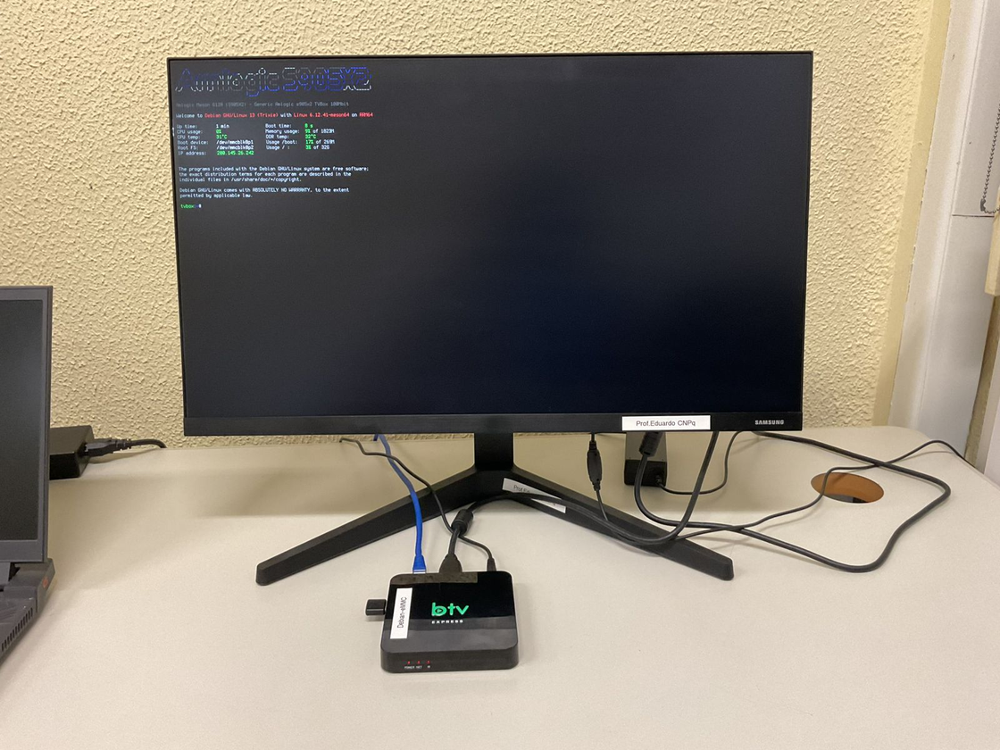 Amlogic S905X2
Amlogic Meson G12A (S905X2) - Generic Amlogic s905x2 TVBox 100Mbit
Welcome to Debian GNU/Linux 13 (Trixie) with Linux 6.12.41-meson64 on ARM64
Up time: 1 min Boot time: 8 s
CPU usage: 0% Memory usage: 9% of 1823M
CPU temp: 31°C DDR temp: 32°C
Boot device: /dev/mmcblk0p1 Usage /boot: 17% of 269M
Root FS: /dev/mmcblk0p2 Usage / : 3% of 32G
IP address: 200.145.26.242
The programs included with the Debian GNU/Linux system are free software;
the exact distribution terms for each program are described in the
individual files in /usr/share/doc/*/copyright.
Debian GNU/Linux comes with ABSOLUTELY NO WARRANTY, to the extent
permitted by applicable law.
tvbox:~#
Prof.Eduardo CNPq
SAMSUNG
Debian-eMMC
btv
EXPRESS
POWER NET